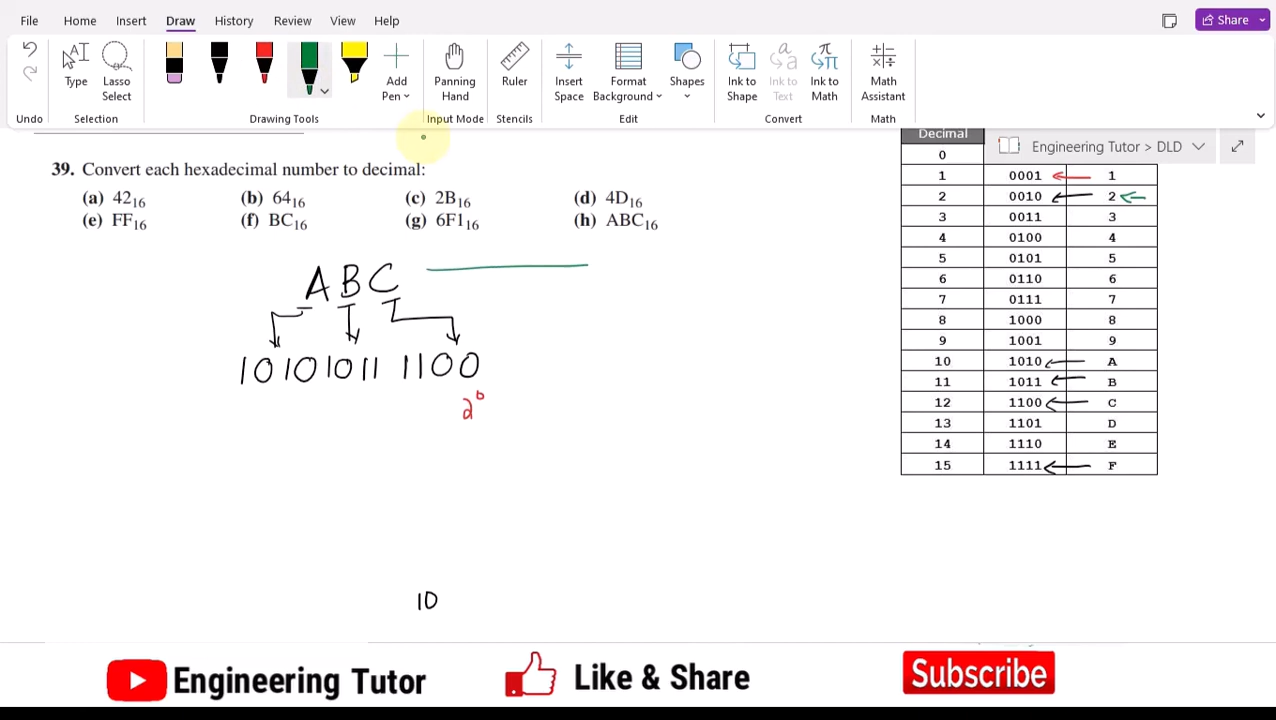 File Home Insert Draw History Review View Help Share
Type Lasso Select Add Pen Panning Hand Ruler Insert Space Format Background Shapes Ink to Shape Ink to Text Ink to Math Math Assistant
Undo Selection Drawing Tools Input Mode Stencils Edit Convert Math
Engineering Tutor > DLD
39. Convert each hexadecimal number to decimal:
(a) 42₁₆ (b) 64₁₆ (c) 2B₁₆ (d) 4D₁₆
(e) FF₁₆ (f) BC₁₆ (g) 6F1₁₆ (h) ABC₁₆
A B C
1010 1011 1100
2⁰
10
Decimal
0
1 0001 1
2 0010 2
3 0011 3
4 0100 4
5 0101 5
6 0110 6
7 0111 7
8 1000 8
9 1001 9
10 1010 A
11 1011 B
12 1100 C
13 1101 D
14 1110 E
15 1111 F
Engineering Tutor Like & Share Subscribe